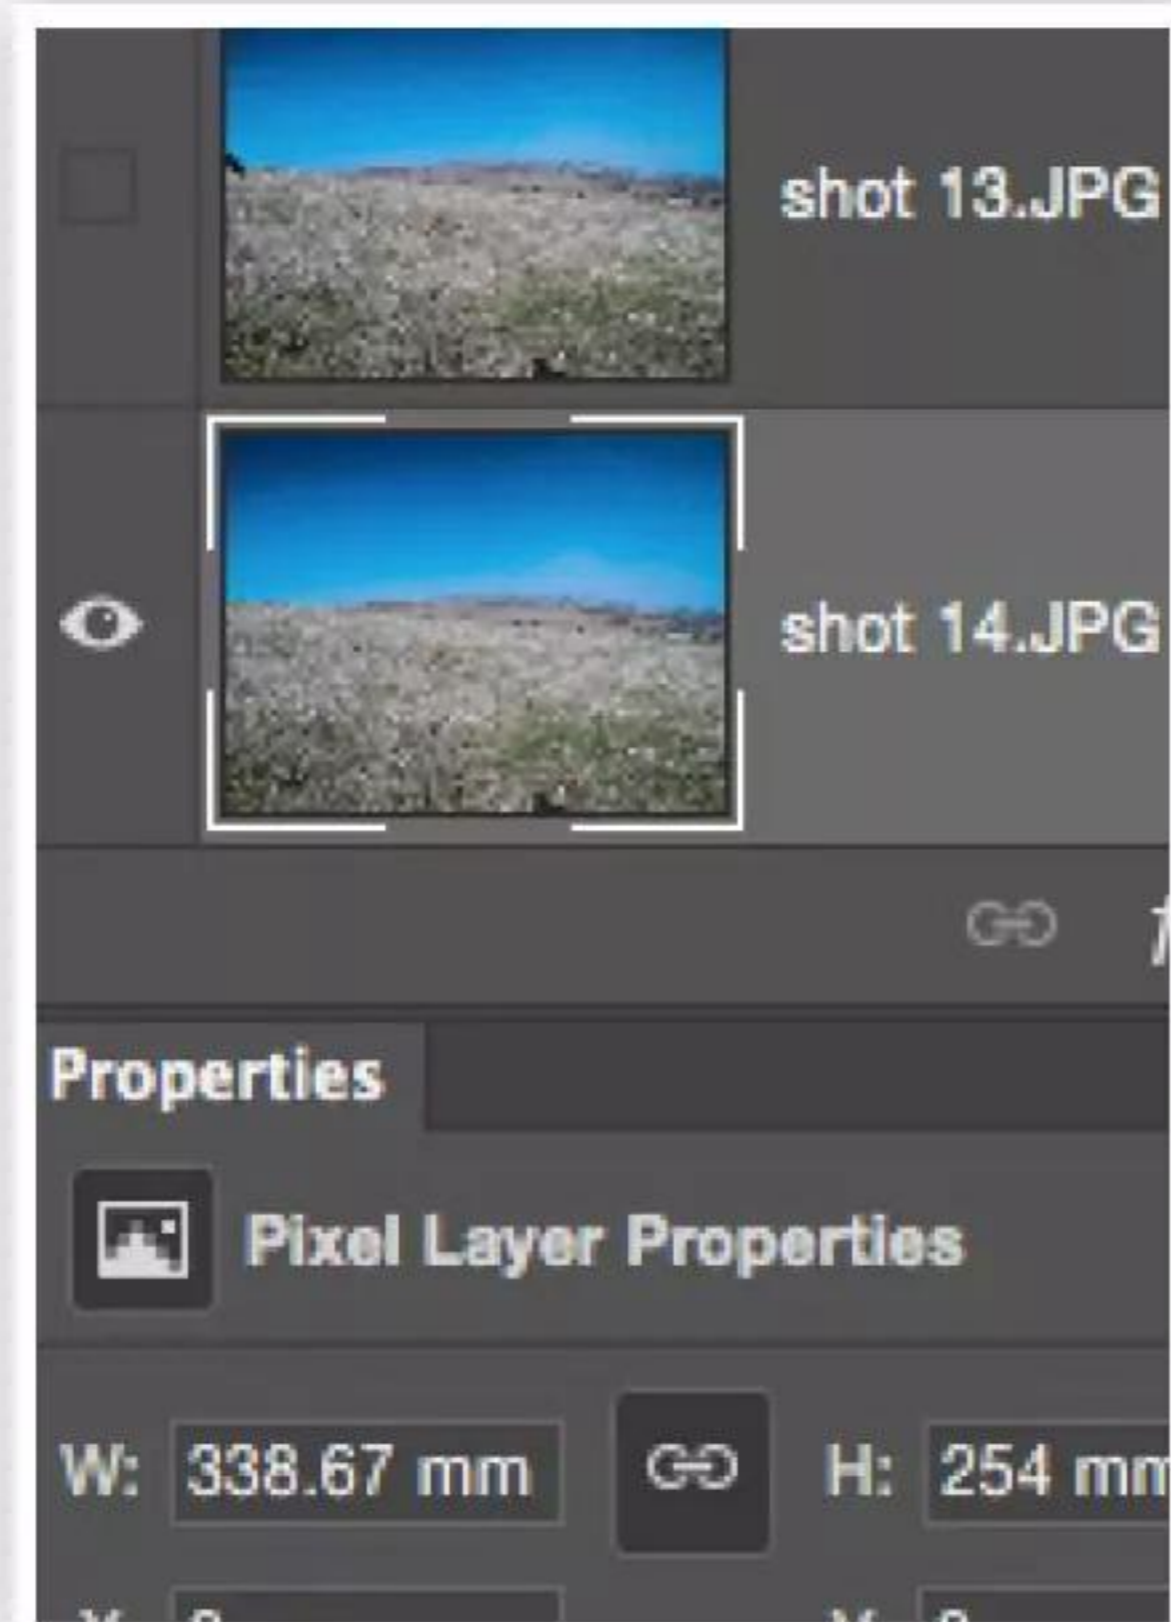 shot 13.JPG
shot 14.JPG
Properties
Pixel Layer Properties
W: 338.67 mm H: 254 mm